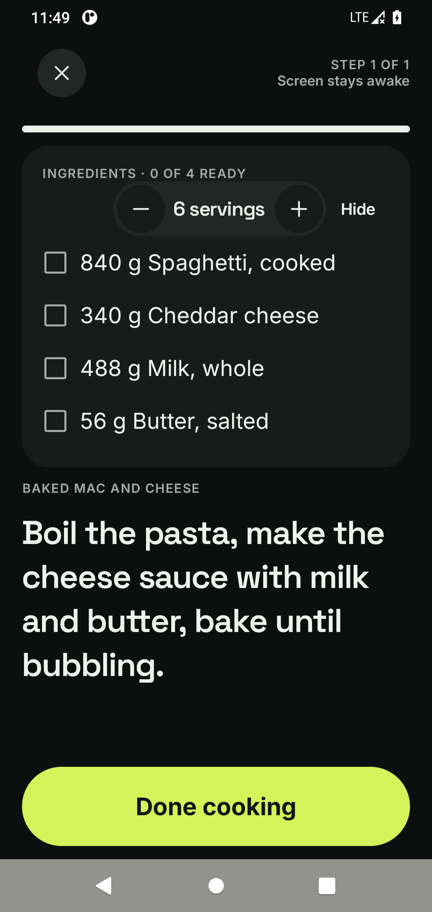 11:49
LTE
STEP 1 OF 1
Screen stays awake
INGREDIENTS · 0 OF 4 READY
6 servings
Hide
840 g Spaghetti, cooked
340 g Cheddar cheese
488 g Milk, whole
56 g Butter, salted
BAKED MAC AND CHEESE
Boil the pasta, make the
cheese sauce with milk
and butter, bake until
bubbling.
Done cooking